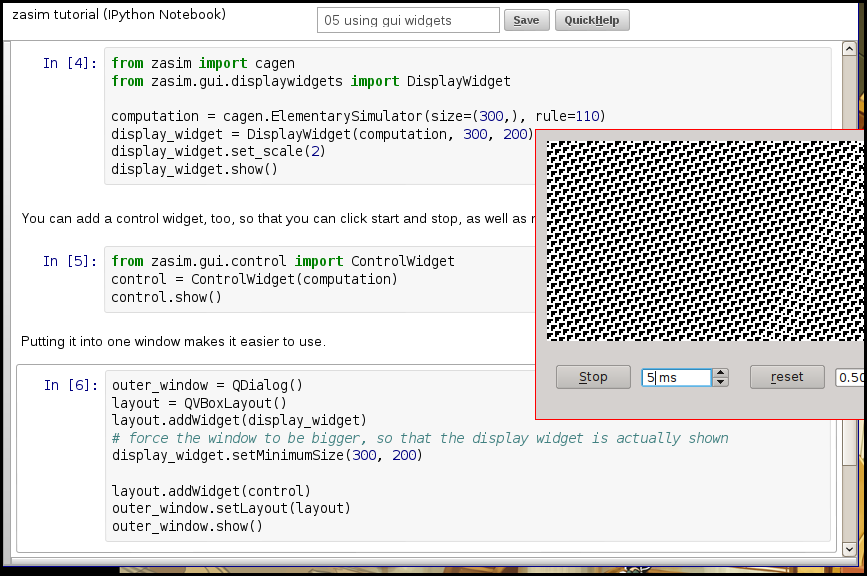 zasim tutorial (IPython Notebook)
05 using gui widgets
Save
QuickHelp
In [4]:
from zasim import cagen
from zasim.gui.displaywidgets import DisplayWidget
computation = cagen.ElementarySimulator(size=(300,), rule=110)
display_widget = DisplayWidget(computation, 300, 200)
display_widget.set_scale(2)
display_widget.show()
You can add a control widget, too, so that you can click start and stop, as well as
In [5]:
from zasim.gui.control import ControlWidget
control = ControlWidget(computation)
control.show()
Stop
5 ms
reset
0.50
Putting it into one window makes it easier to use.
In [6]:
outer_window = QDialog()
layout = QVBoxLayout()
layout.addWidget(display_widget)
# force the window to be bigger, so that the display widget is actually shown
display_widget.setMinimumSize(300, 200)
layout.addWidget(control)
outer_window.setLayout(layout)
outer_window.show()